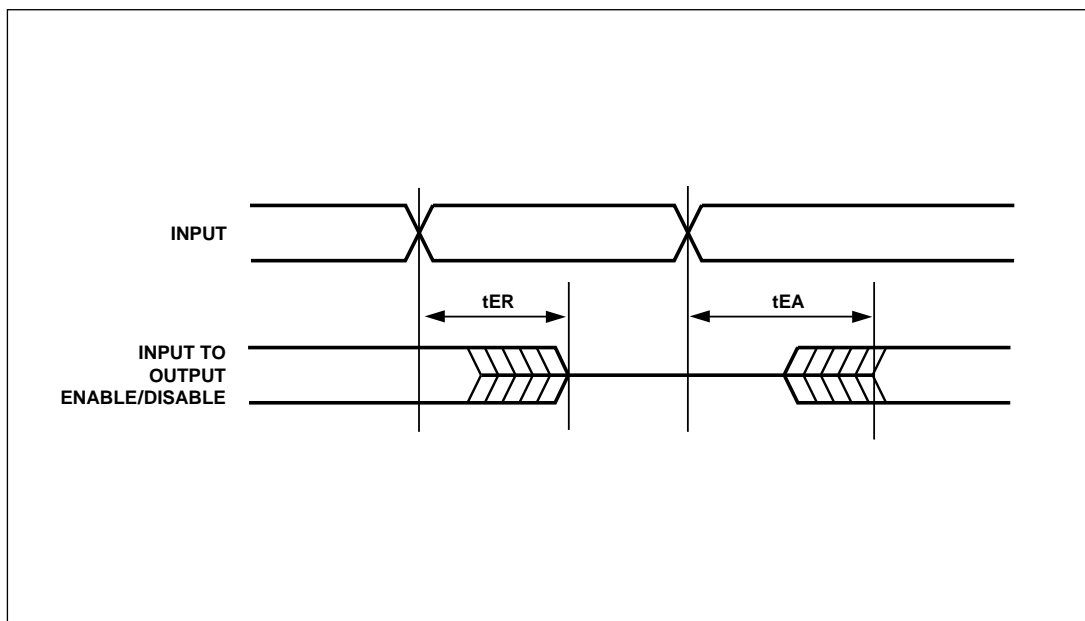 INPUT
tER
tEA
INPUT TO
OUTPUT
ENABLE/DISABLE